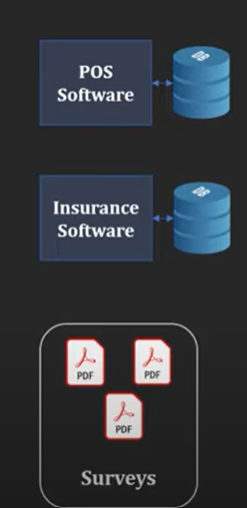 POS
Software
DB
Insurance
Software
DB
PDF
PDF
PDF
Surveys